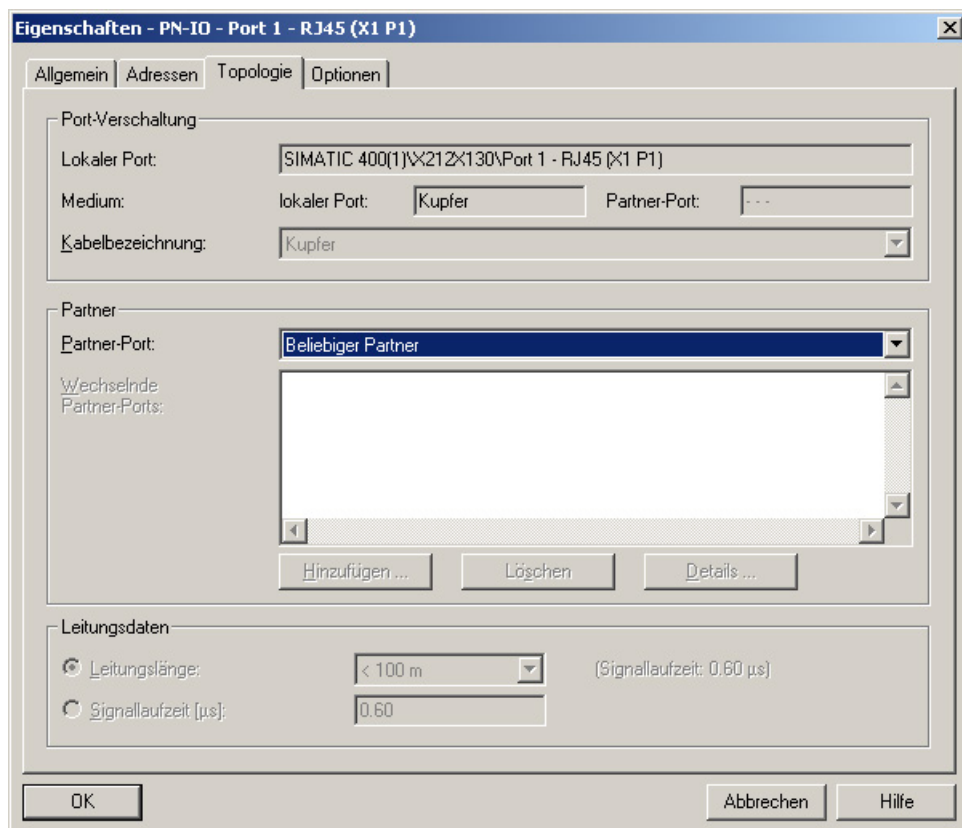 Eigenschaften - PN-IO - Port 1 - RJ45 (X1 P1)
Allgemein Adressen Topologie Optionen
Port-Verschaltung
Lokaler Port: SIMATIC 400(1)\X212X130\Port 1 - RJ45 (X1 P1)
Medium: lokaler Port: Kupfer Partner-Port: - - -
Kabelbezeichnung: Kupfer
Partner
Partner-Port: Beliebiger Partner
Wechselnde
Partner-Ports:
Hinzufügen ... Löschen Details ...
Leitungsdaten
Leitungslänge: < 100 m (Signallaufzeit: 0.60 µs)
Signallaufzeit [µs]: 0.60
OK Abbrechen Hilfe